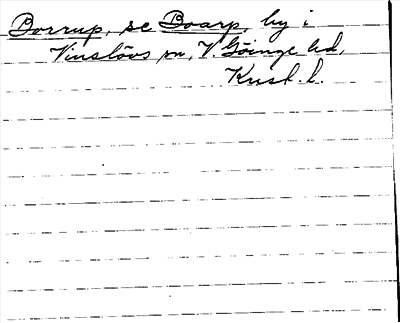 Borrup, se Boarp, by i
Vinslövs sn, V. Göinge hd,
Krist. l.